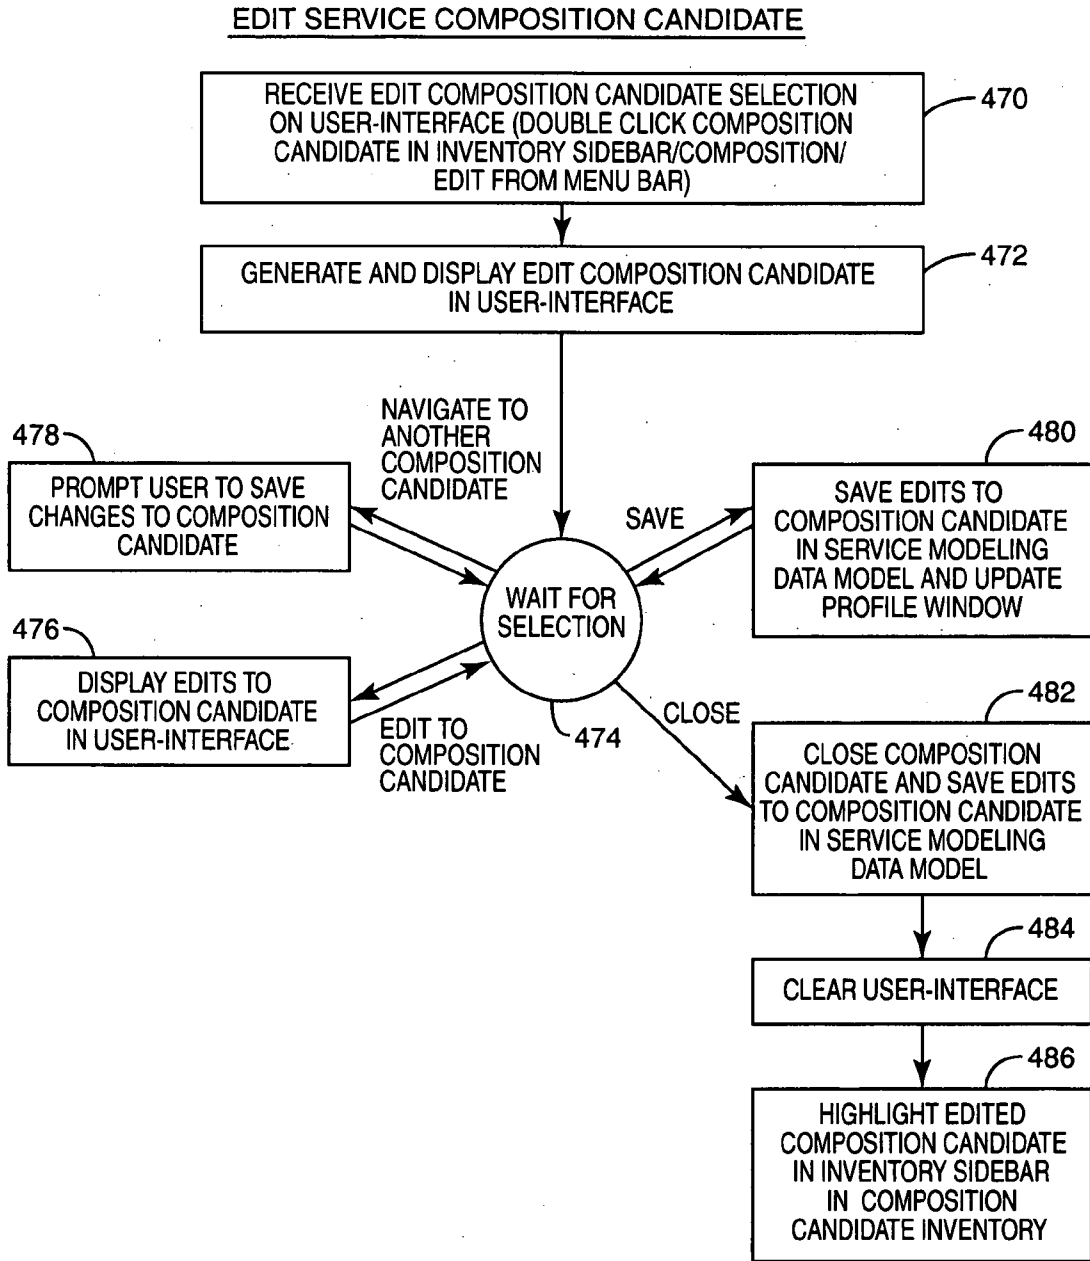 EDIT SERVICE COMPOSITION CANDIDATE
RECEIVE EDIT COMPOSITION CANDIDATE SELECTION
ON USER-INTERFACE (DOUBLE CLICK COMPOSITION
CANDIDATE IN INVENTORY SIDEBAR/COMPOSITION/
EDIT FROM MENU BAR)
470
GENERATE AND DISPLAY EDIT COMPOSITION CANDIDATE
IN USER-INTERFACE
472
NAVIGATE TO
ANOTHER
COMPOSITION
CANDIDATE
478
PROMPT USER TO SAVE
CHANGES TO COMPOSITION
CANDIDATE
SAVE
480
SAVE EDITS TO
COMPOSITION CANDIDATE
IN SERVICE MODELING
DATA MODEL AND UPDATE
PROFILE WINDOW
WAIT FOR
SELECTION
474
476
DISPLAY EDITS TO
COMPOSITION CANDIDATE
IN USER-INTERFACE
EDIT TO
COMPOSITION
CANDIDATE
CLOSE
482
CLOSE COMPOSITION
CANDIDATE AND SAVE EDITS
TO COMPOSITION CANDIDATE
IN SERVICE MODELING
DATA MODEL
484
CLEAR USER-INTERFACE
486
HIGHLIGHT EDITED
COMPOSITION CANDIDATE
IN INVENTORY SIDEBAR
IN COMPOSITION
CANDIDATE INVENTORY